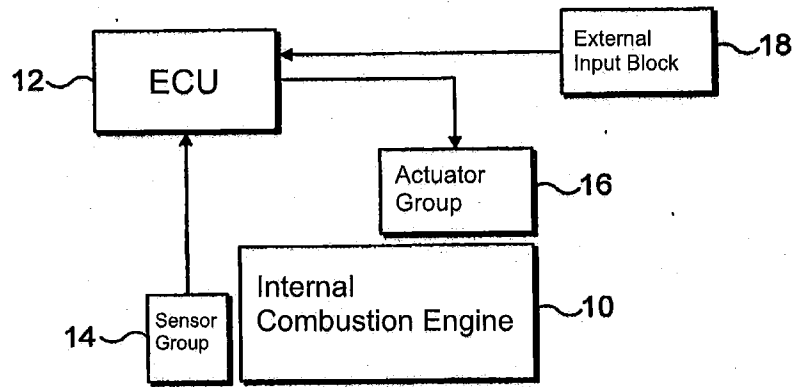 12
ECU
External
Input Block
18
Actuator
Group
16
Internal
Combustion Engine
10
14
Sensor
Group